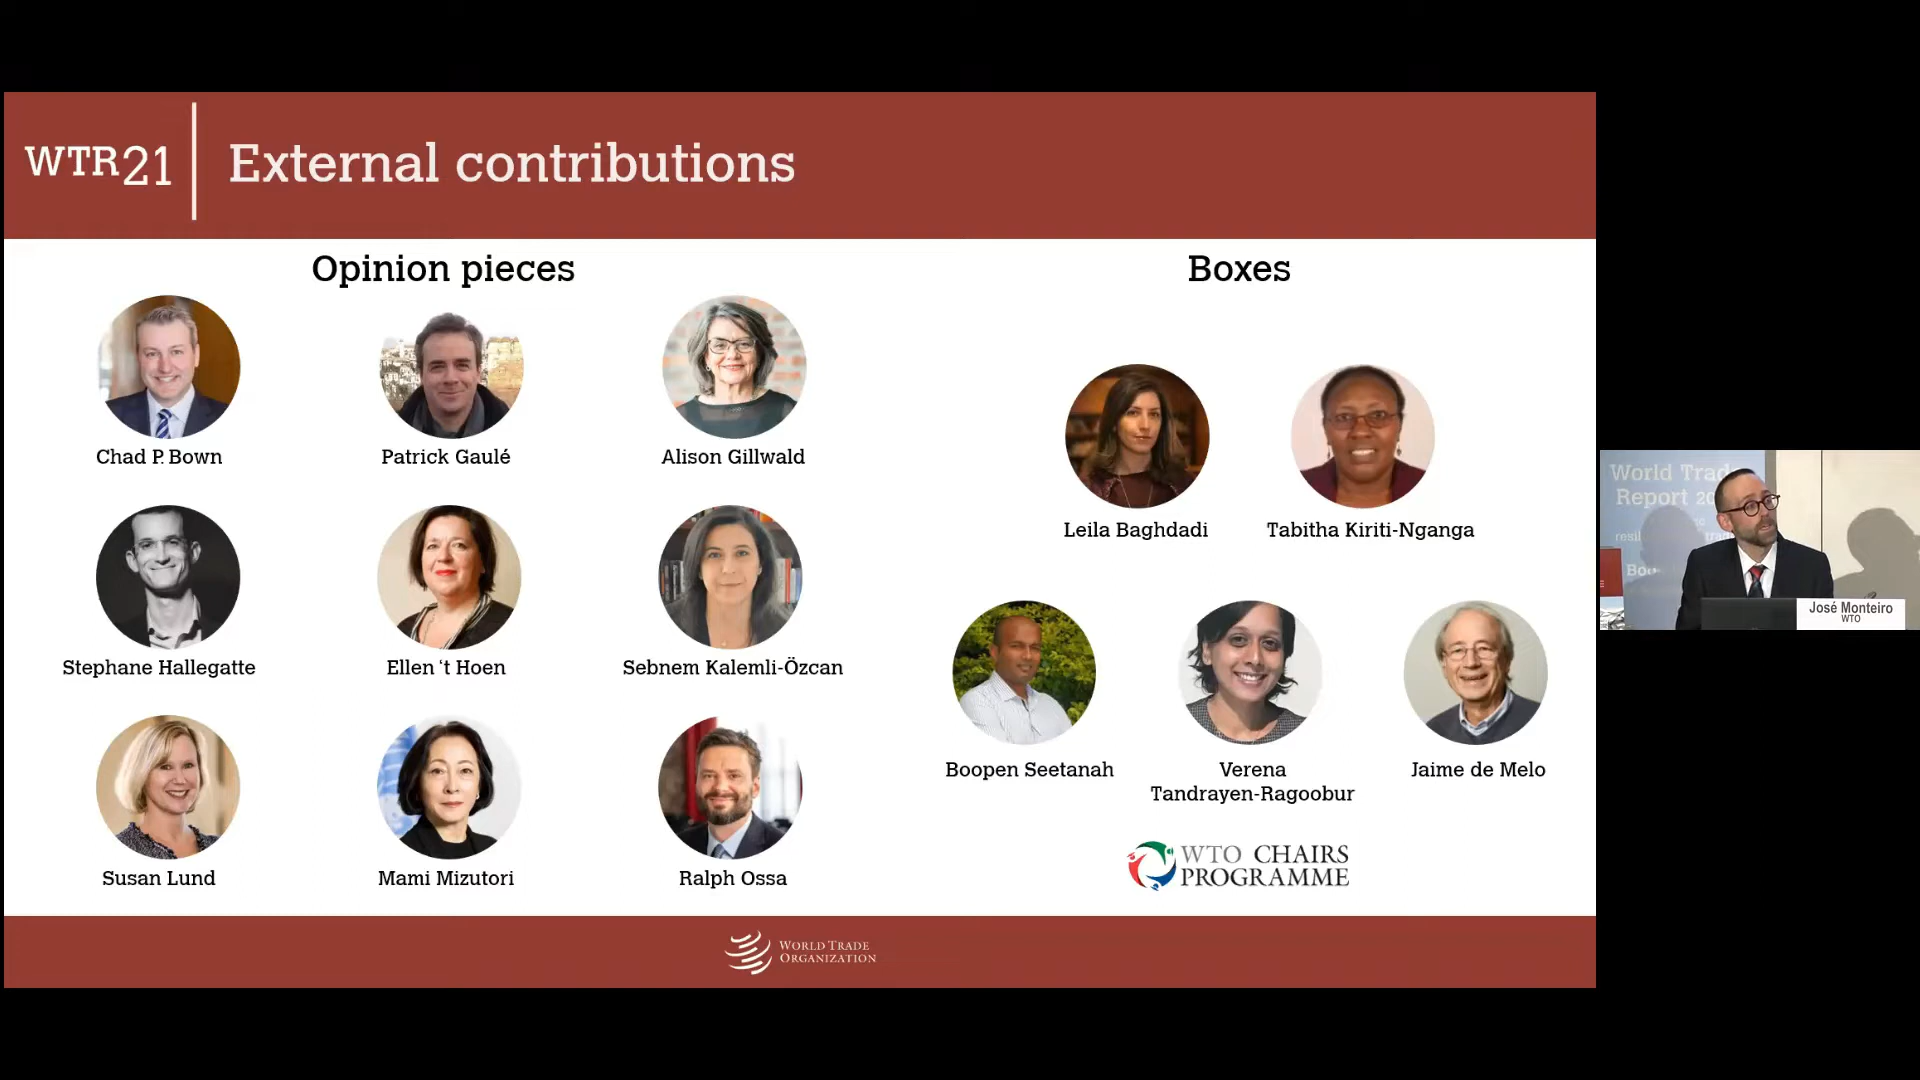 WTR21
External contributions
Opinion pieces
Boxes
Chad P. Bown
Patrick Gaulé
Alison Gillwald
Stephane Hallegatte
Ellen ‘t Hoen
Sebnem Kalemli-Özcan
Susan Lund
Mami Mizutori
Ralph Ossa
Leila Baghdadi
Tabitha Kiriti-Nganga
Boopen Seetanah
Verena
Tandrayen-Ragoobur
Jaime de Melo
WTO CHAIRS
PROGRAMME
WORLD TRADE
ORGANIZATION
World Trade
Report
José Monteiro
WTO